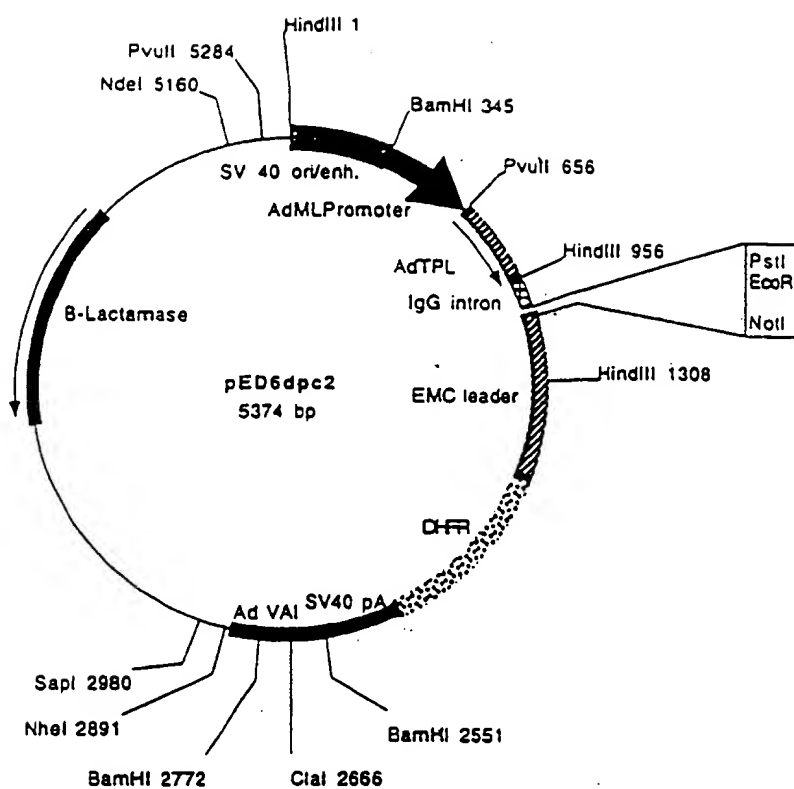 HindIII 1
PvuII 5284
NdeI 5160
BamHI 345
SV 40 ori/enh.
PvuII 656
AdMLPromoter
HindIII 956
AdTPL
PstI
EcoR
IgG intron
B-Lactamase
NotI
pED6dpc2
HindIII 1308
EMC leader
5374 bp
DHFR
SV40 pA
Ad VAI
SapI 2980
NheI 2891
BamHI 2551
BamHI 2772
ClaI 2666